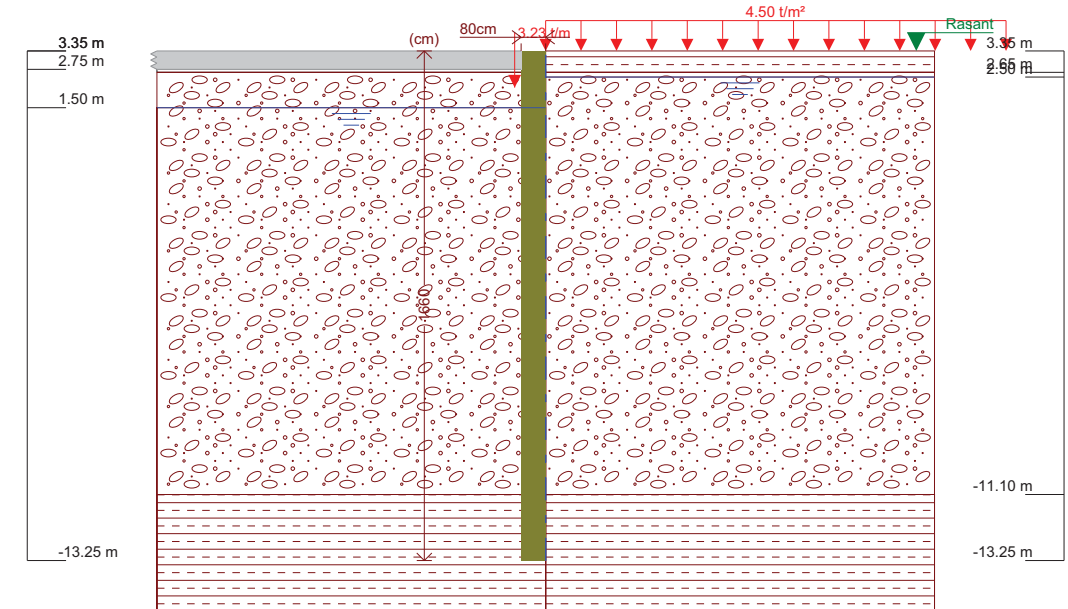 4.50 t/m²
Rasant
80cm
3.23 t/m
(cm)
3.35 m
3.35 m
2.75 m
2.65 m
2.50 m
1.50 m
1660
-11.10 m
-13.25 m
-13.25 m